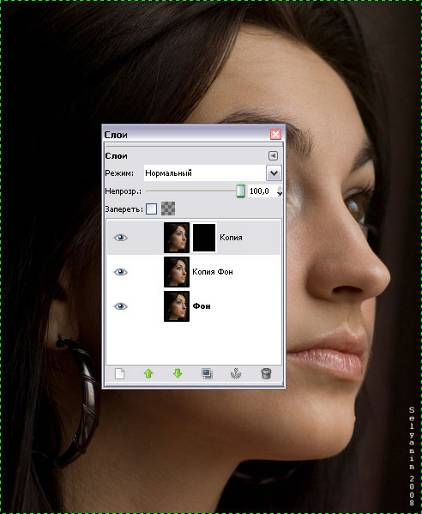 Слои
Слои
Режим: Нормальный
Непрозр.: 100,0
Запереть:
Копия
Копия Фон
Фон
Selyanin 2008